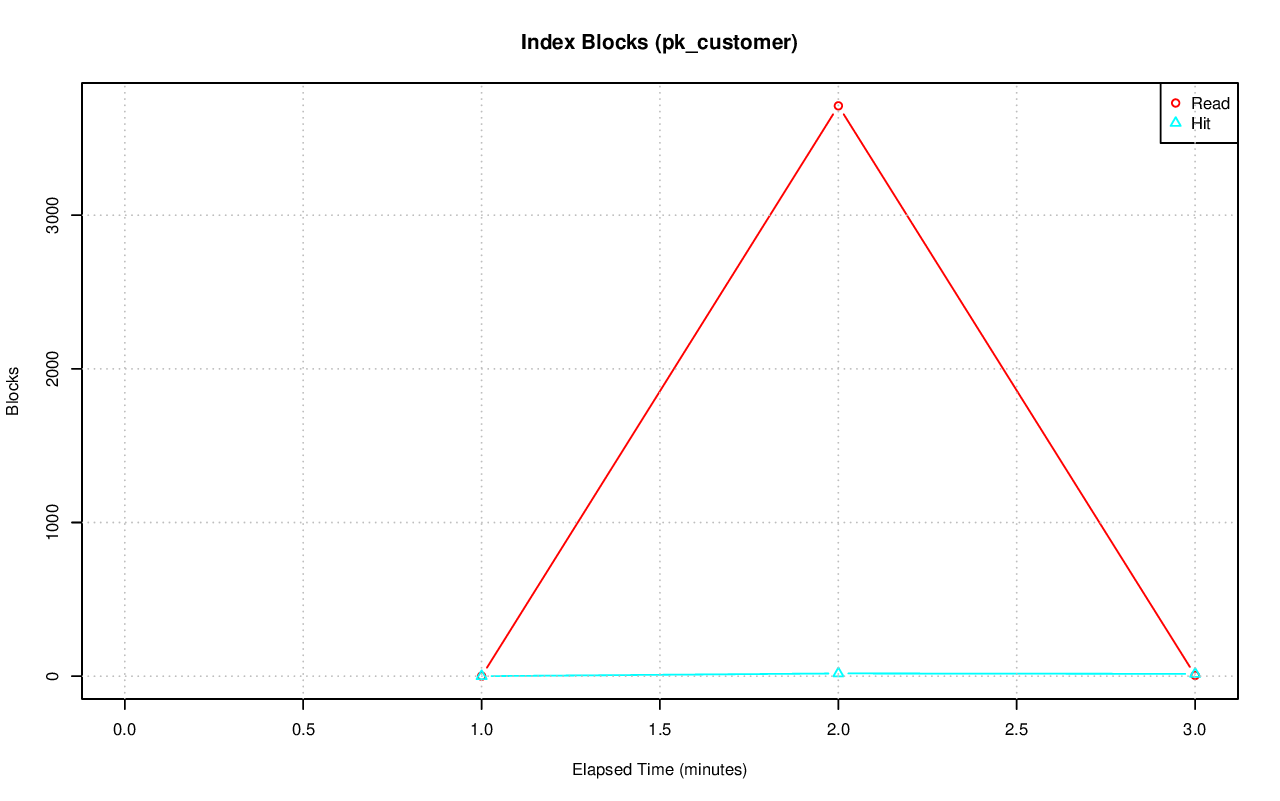 Index Blocks (pk_customer)
Read
Hit
Blocks
3000
2000
1000
0
0.0 0.5 1.0 1.5 2.0 2.5 3.0
Elapsed Time (minutes)